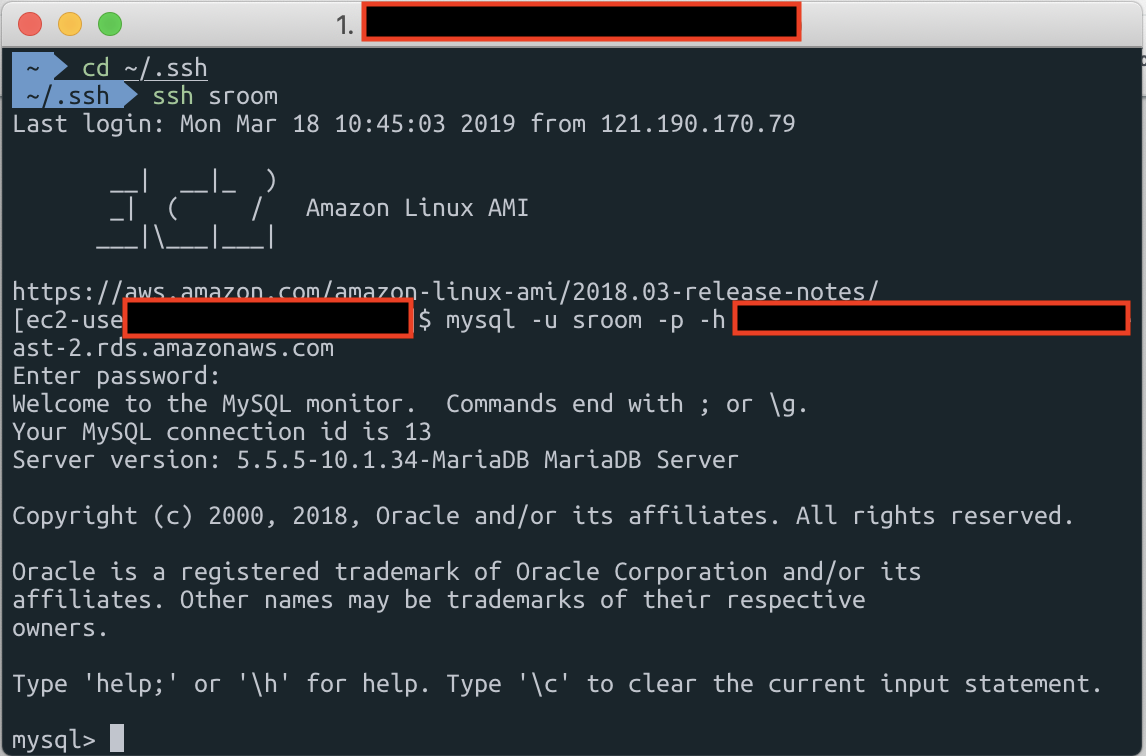 1.
~ cd ~/.ssh
~/.ssh ssh sroom
Last login: Mon Mar 18 10:45:03 2019 from 121.190.170.79
__|  __|_  )
_|  (     /   Amazon Linux AMI
___|\___|___|
https://aws.amazon.com/amazon-linux-ami/2018.03-release-notes/
[ec2-use ]$ mysql -u sroom -p -h
ast-2.rds.amazonaws.com
Enter password:
Welcome to the MySQL monitor.  Commands end with ; or \g.
Your MySQL connection id is 13
Server version: 5.5.5-10.1.34-MariaDB MariaDB Server
Copyright (c) 2000, 2018, Oracle and/or its affiliates. All rights reserved.
Oracle is a registered trademark of Oracle Corporation and/or its
affiliates. Other names may be trademarks of their respective
owners.
Type 'help;' or '\h' for help. Type '\c' to clear the current input statement.
mysql>